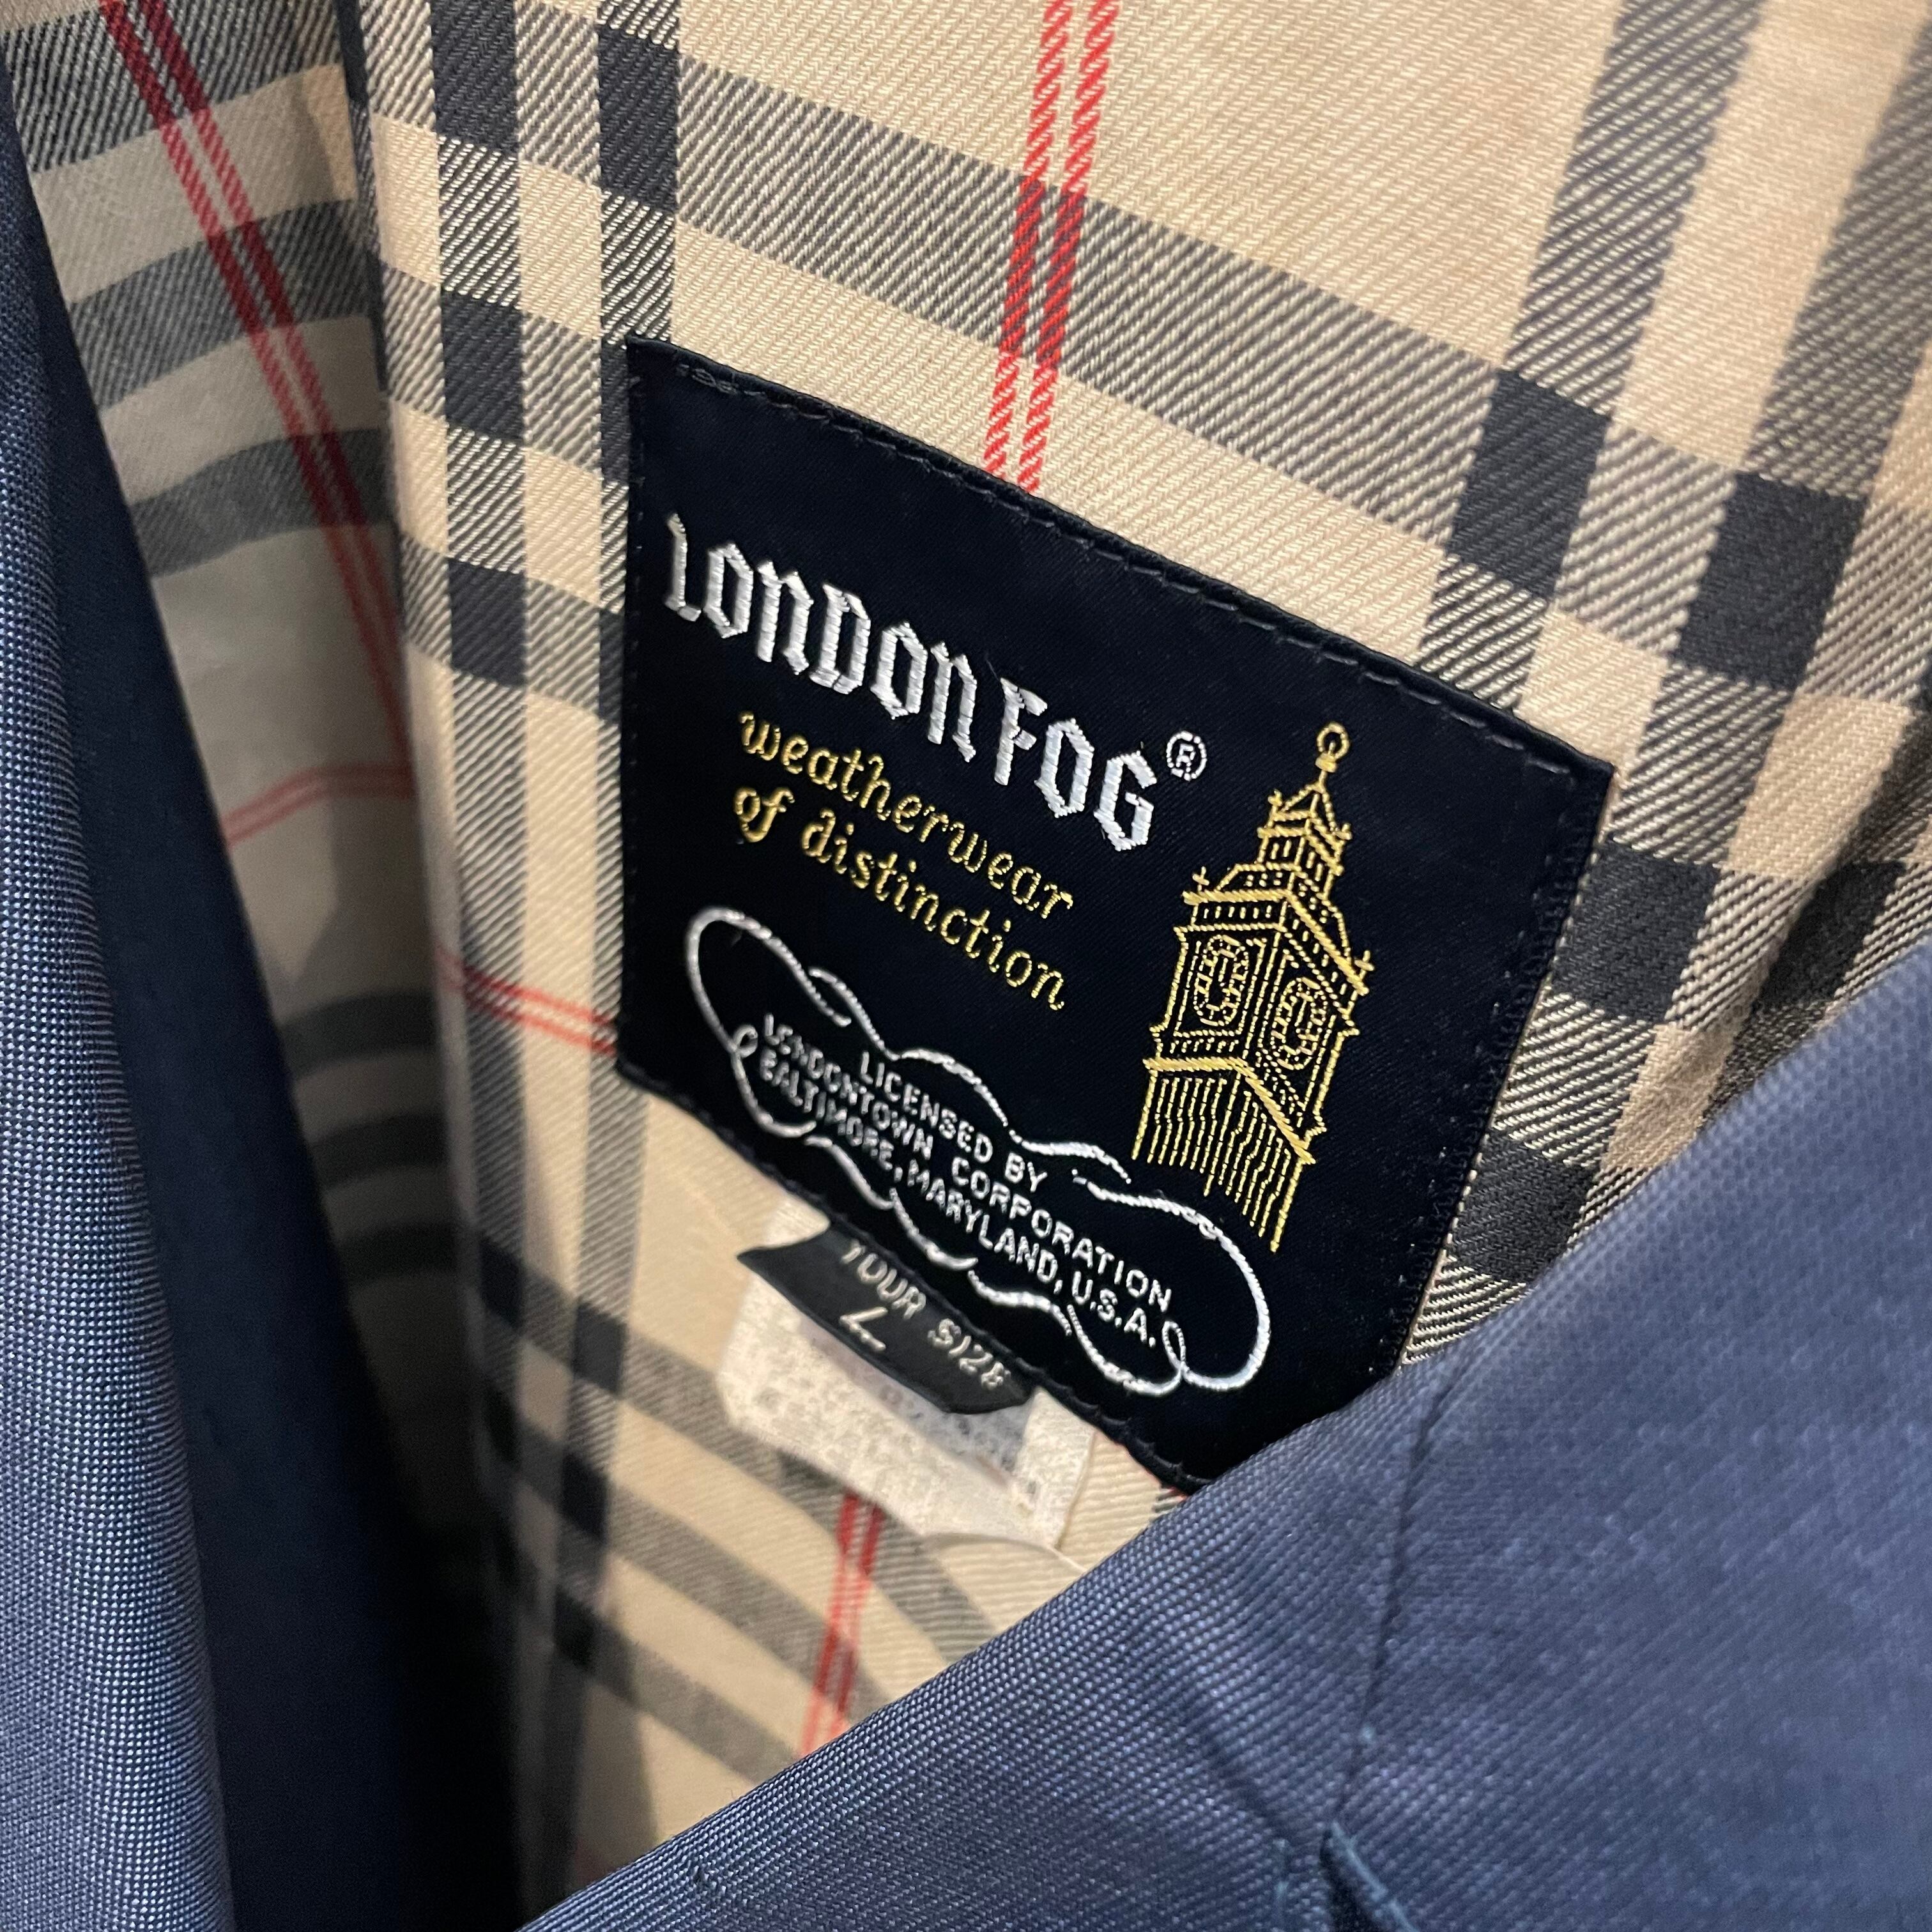 LONDON FOG®
weatherwear
of distinction
LICENSED BY
LONDONTOWN CORPORATION
BALTIMORE, MARYLAND, U.S.A.
YOUR SIZE
L